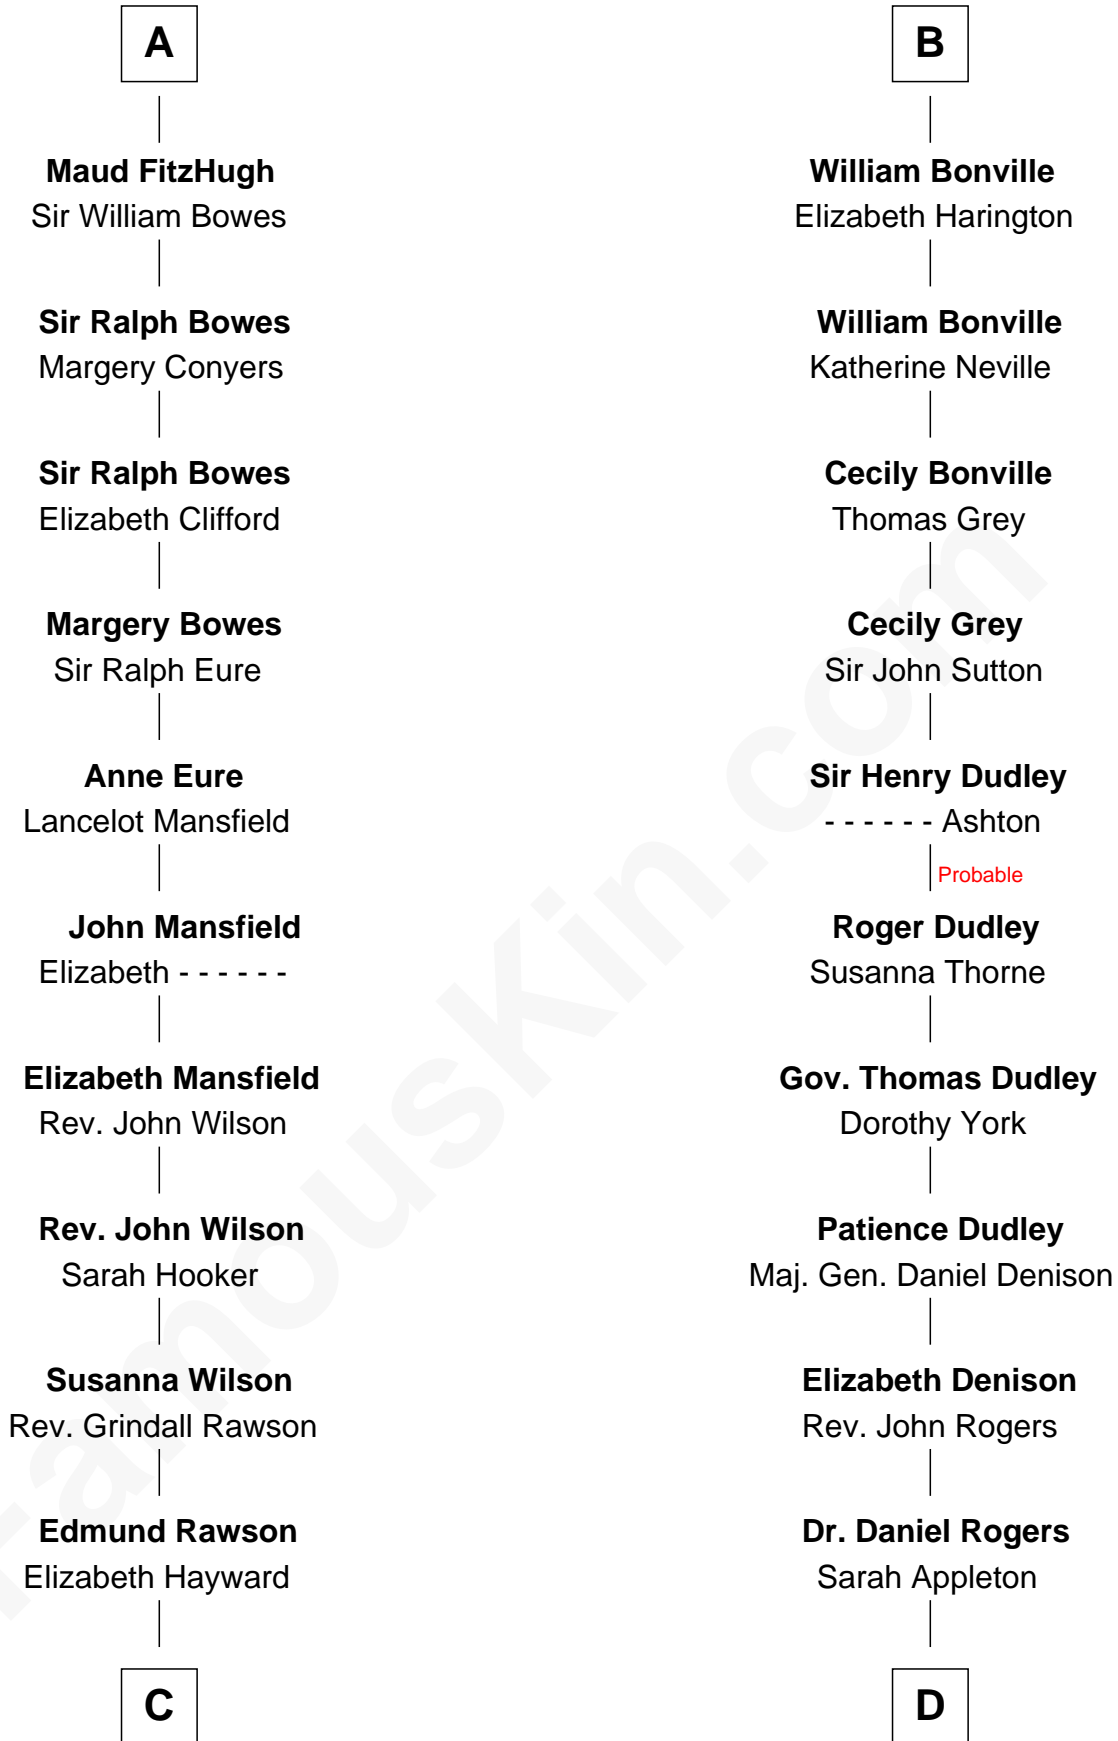 A
Maud FitzHugh
Sir William Bowes
Sir Ralph Bowes
Margery Conyers
Sir Ralph Bowes
Elizabeth Clifford
Margery Bowes
Sir Ralph Eure
Anne Eure
Lancelot Mansfield
John Mansfield
Elizabeth - - - - - -
Elizabeth Mansfield
Rev. John Wilson
Rev. John Wilson
Sarah Hooker
Susanna Wilson
Rev. Grindall Rawson
Edmund Rawson
Elizabeth Hayward
C
B
William Bonville
Elizabeth Harington
William Bonville
Katherine Neville
Cecily Bonville
Thomas Grey
Cecily Grey
Sir John Sutton
Sir Henry Dudley
- - - - - - Ashton
Probable
Roger Dudley
Susanna Thorne
Gov. Thomas Dudley
Dorothy York
Patience Dudley
Maj. Gen. Daniel Denison
Elizabeth Denison
Rev. John Rogers
Dr. Daniel Rogers
Sarah Appleton
D
FamousKin.com